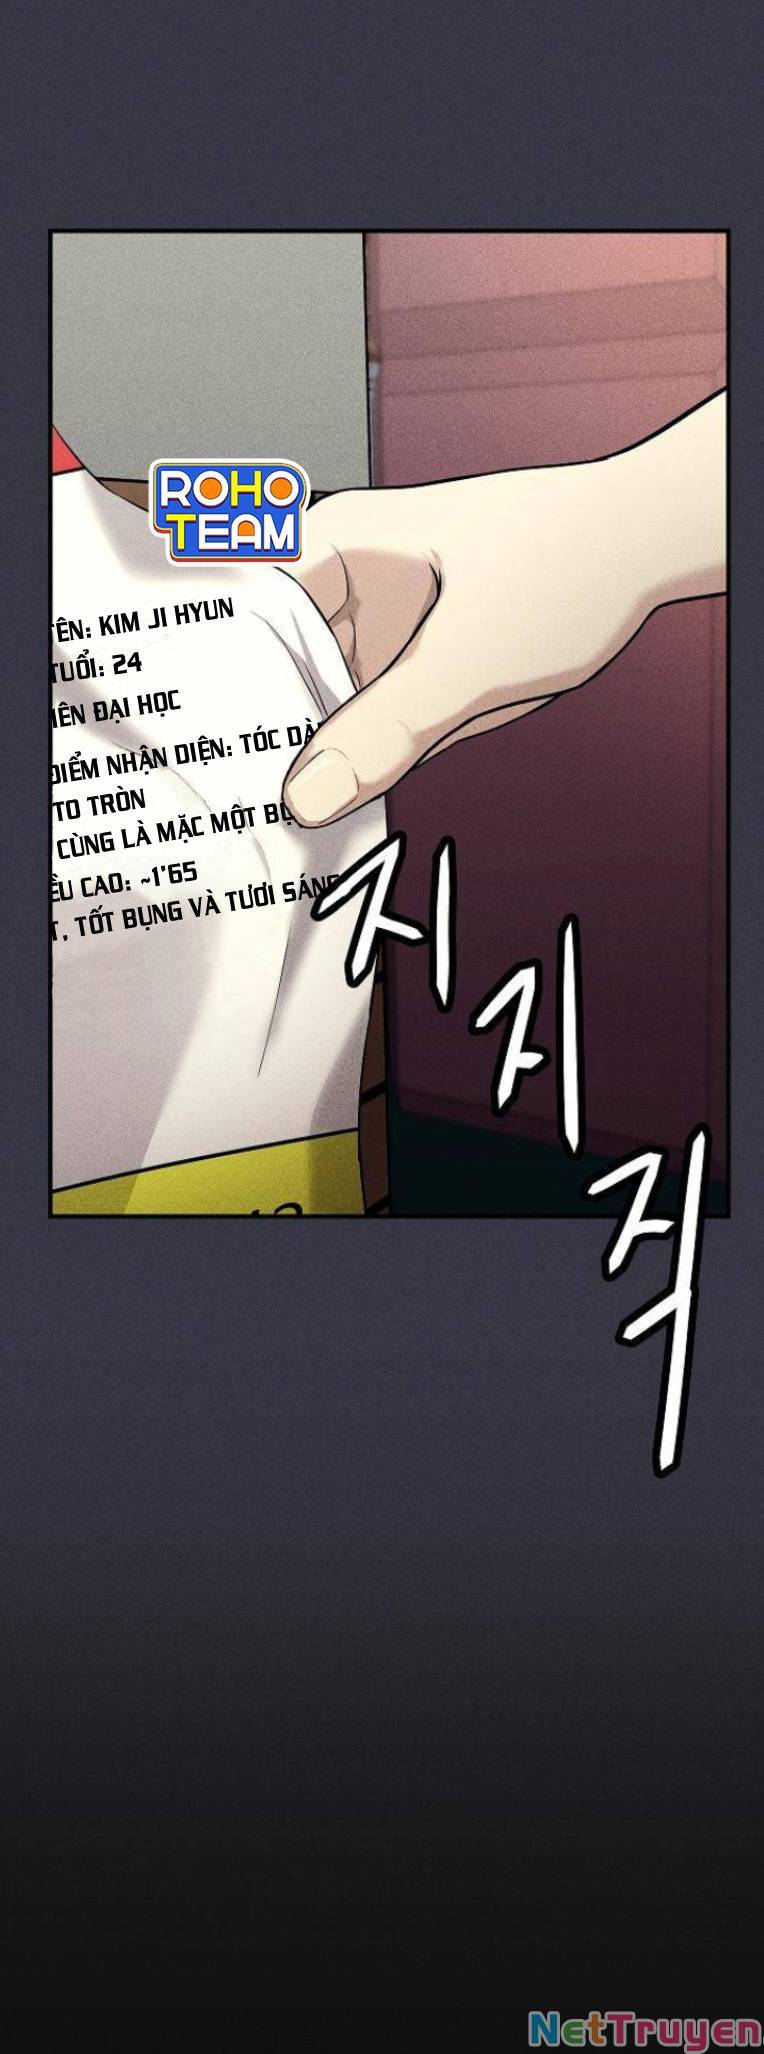 ROHO
TEAM
TÊN: KIM JI HYUN
TUỔI: 24
IÊN ĐẠI HỌC
ĐIỂM NHẬN DIỆN: TÓC DÀ
TO TRÒN
CÙNG LÀ MẶC MỘT BỘ
ỀU CAO: ~1'65
T, TỐT BỤNG VÀ TƯƠI SÁNG
지
지
직
NetTruyen